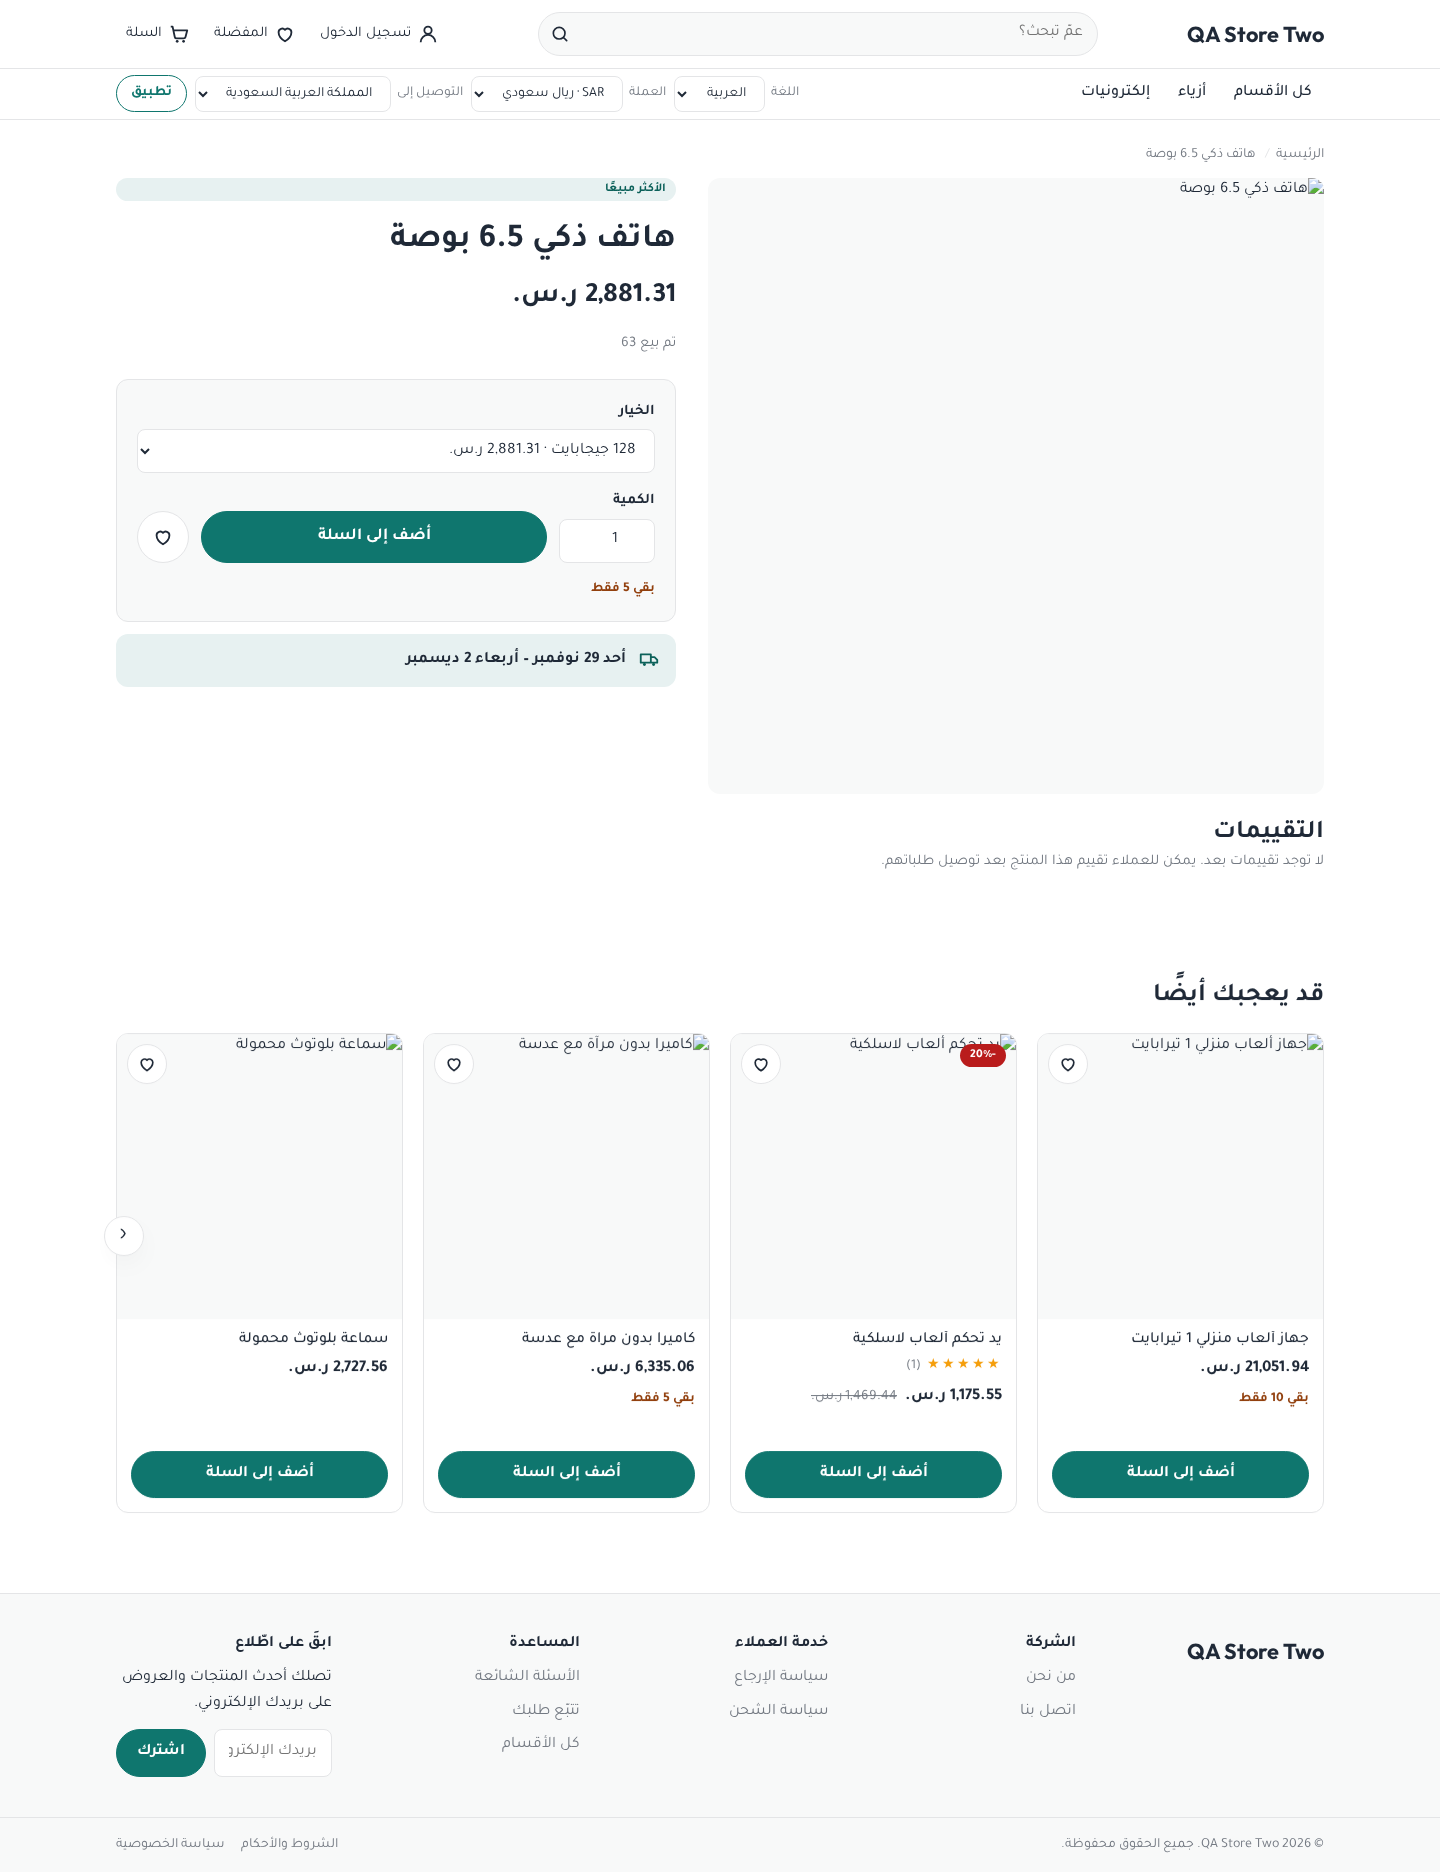 QA Store Two
عمّ تبحث؟
تسجيل الدخول
المفضلة
السلة
كل الأقسام
أزياء
إلكترونيات
اللغة
العربية
العملة
SAR · ريال سعودي
التوصيل إلى
المملكة العربية السعودية
تطبيق
الرئيسية / هاتف ذكي 6.5 بوصة
هاتف ذكي 6.5 بوصة
الأكثر مبيعًا
هاتف ذكي 6.5 بوصة
2,881.31 ر.س.
تم بيع 63
الخيار
128 جيجابايت · 2,881.31 ر.س.
الكمية
1
أضف إلى السلة
بقي 5 فقط
أحد 29 نوفمبر - أربعاء 2 ديسمبر
التقييمات
لا توجد تقييمات بعد. يمكن للعملاء تقييم هذا المنتج بعد توصيل طلباتهم.
قد يعجبك أيضًا
جهاز ألعاب منزلي 1 تيرابايت
جهاز ألعاب منزلي 1 تيرابايت
21,051.94 ر.س.
بقي 10 فقط
أضف إلى السلة
يد تحكم ألعاب لاسلكية
-20%
يد تحكم ألعاب لاسلكية
★★★★★ (1)
1,175.55 ر.س. 1,469.44 ر.س.
أضف إلى السلة
كاميرا بدون مرآة مع عدسة
كاميرا بدون مرآة مع عدسة
6,335.06 ر.س.
بقي 5 فقط
أضف إلى السلة
سماعة بلوتوث محمولة
سماعة بلوتوث محمولة
2,727.56 ر.س.
أضف إلى السلة
QA Store Two
الشركة
من نحن
اتصل بنا
خدمة العملاء
سياسة الإرجاع
سياسة الشحن
المساعدة
الأسئلة الشائعة
تتبّع طلبك
كل الأقسام
ابقَ على اطّلاع
تصلك أحدث المنتجات والعروض
على بريدك الإلكتروني.
بريدك الإلكترو
اشترك
© 2026 QA Store Two. جميع الحقوق محفوظة.
الشروط والأحكام
سياسة الخصوصية